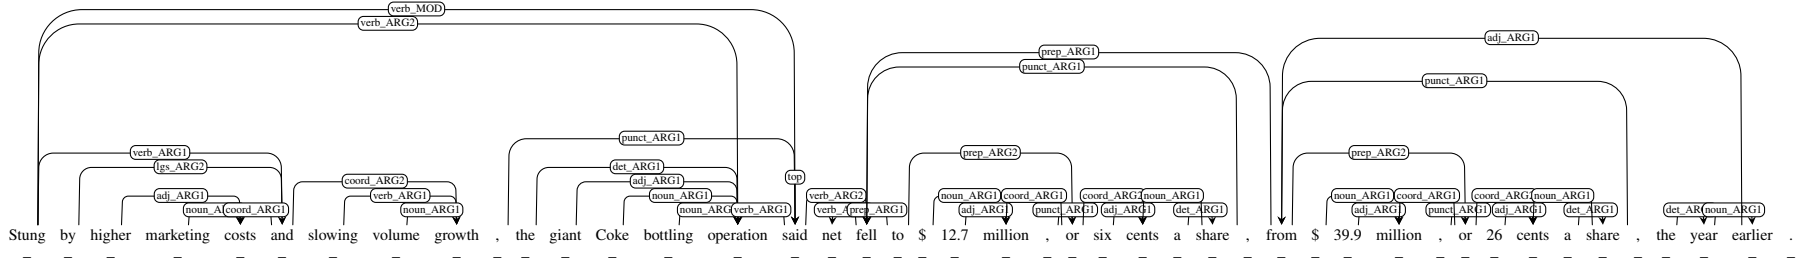 verb_MOD
verb_ARG2
adj_ARG1
prep_ARG1
punct_ARG1
punct_ARG1
punct_ARG1
verb_ARG1 prep_ARG2 prep_ARG2
lgs_ARG2 det_ARG1
top
coord_ARG2 adj_ARG1
adj_ARG1 verb_ARG1 noun_ARG1 verb_ARG2 noun_ARG1 coord_ARG1 coord_ARG2 noun_ARG1 noun_ARG1 coord_ARG1 coord_ARG2 noun_ARG1
coord_ARG1 noun_ARG1 verb_ARG1 prep_ARG1 adj_ARG1 punct_ARG1 adj_ARG1 det_ARG1 adj_ARG1 punct_ARG1 adj_ARG1 det_ARG1 noun_ARG1
Stung by higher marketing costs and slowing volume growth , the giant Coke bottling operation said net fell to $ 12.7 million , or six cents a share , from $ 39.9 million , or 26 cents a share , the year earlier .
_ _ _ _ _ _ _ _ _ _ _ _ _ _ _ _ _ _ _ _ _ _ _ _ _ _ _ _ _ _ _ _ _ _ _ _ _ _ _ _ _ _ _